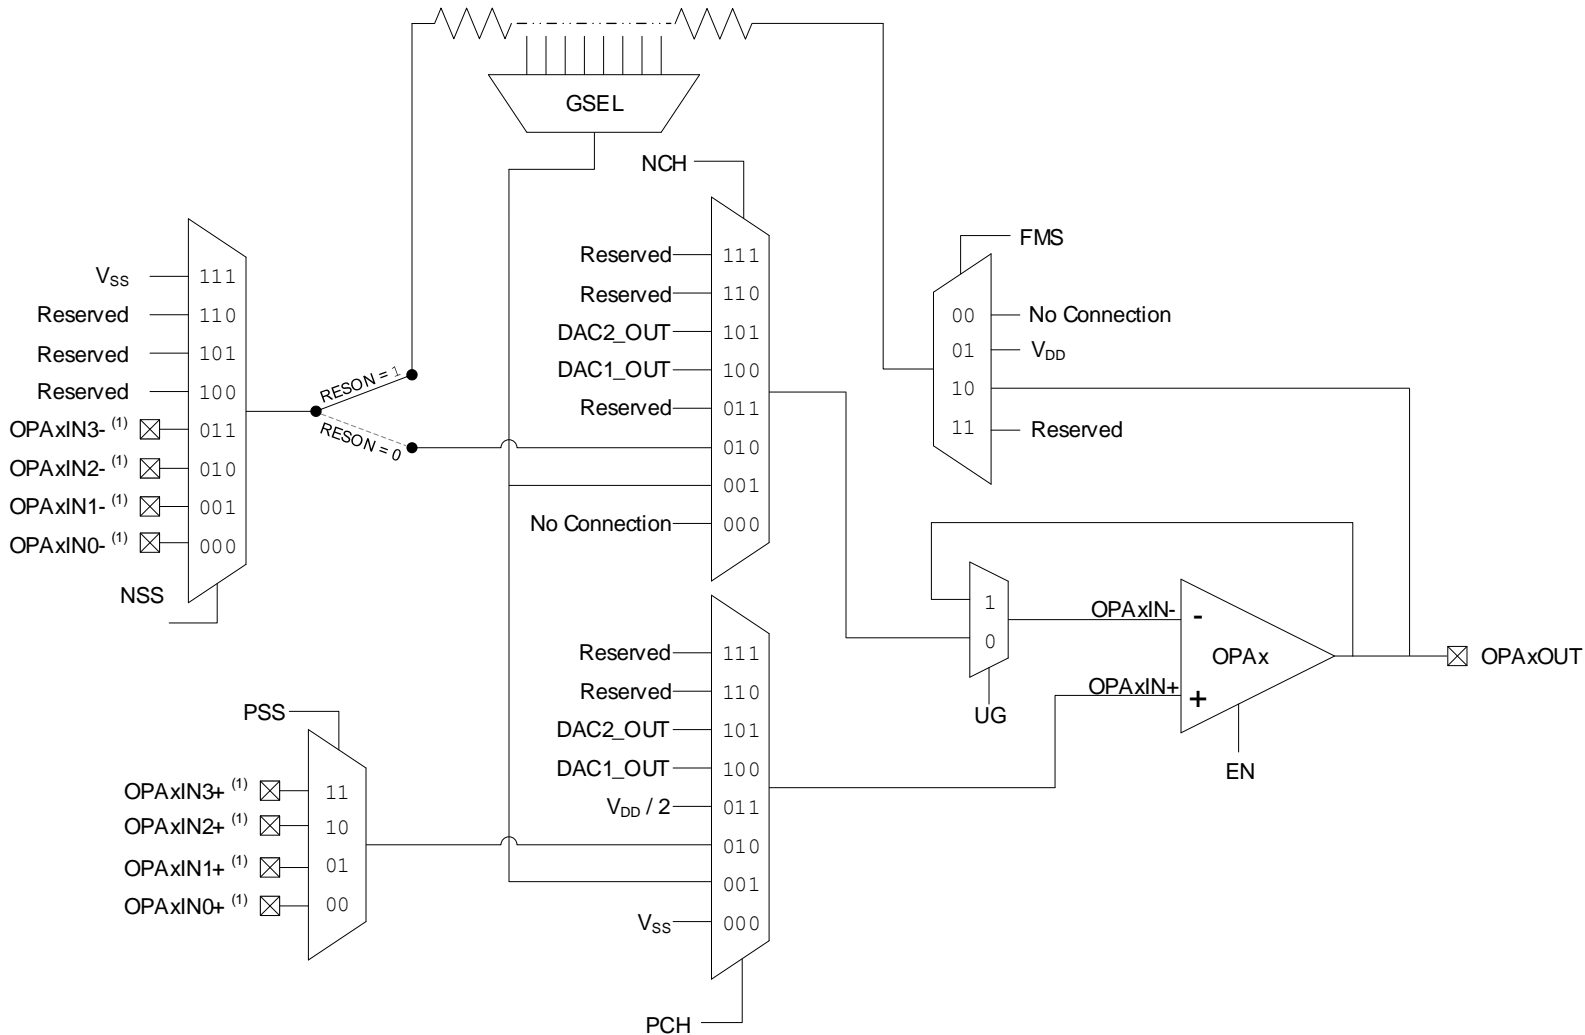 GSEL
NCH
Reserved 111
Reserved 110
DAC2_OUT 101
DAC1_OUT 100
Reserved 011
010
001
No Connection 000
FMS
00 No Connection
01 VDD
10
11 Reserved
VSS 111
Reserved 110
Reserved 101
Reserved 100
OPAxIN3- (1) 011
OPAxIN2- (1) 010
OPAxIN1- (1) 001
OPAxIN0- (1) 000
NSS
RESON = 1
RESON = 0
1
0
UG
OPAxIN-
OPAxIN+
-
+
OPAx
EN
OPAxOUT
PSS
OPAxIN3+ (1) 11
OPAxIN2+ (1) 10
OPAxIN1+ (1) 01
OPAxIN0+ (1) 00
Reserved 111
Reserved 110
DAC2_OUT 101
DAC1_OUT 100
VDD / 2 011
010
001
VSS 000
PCH